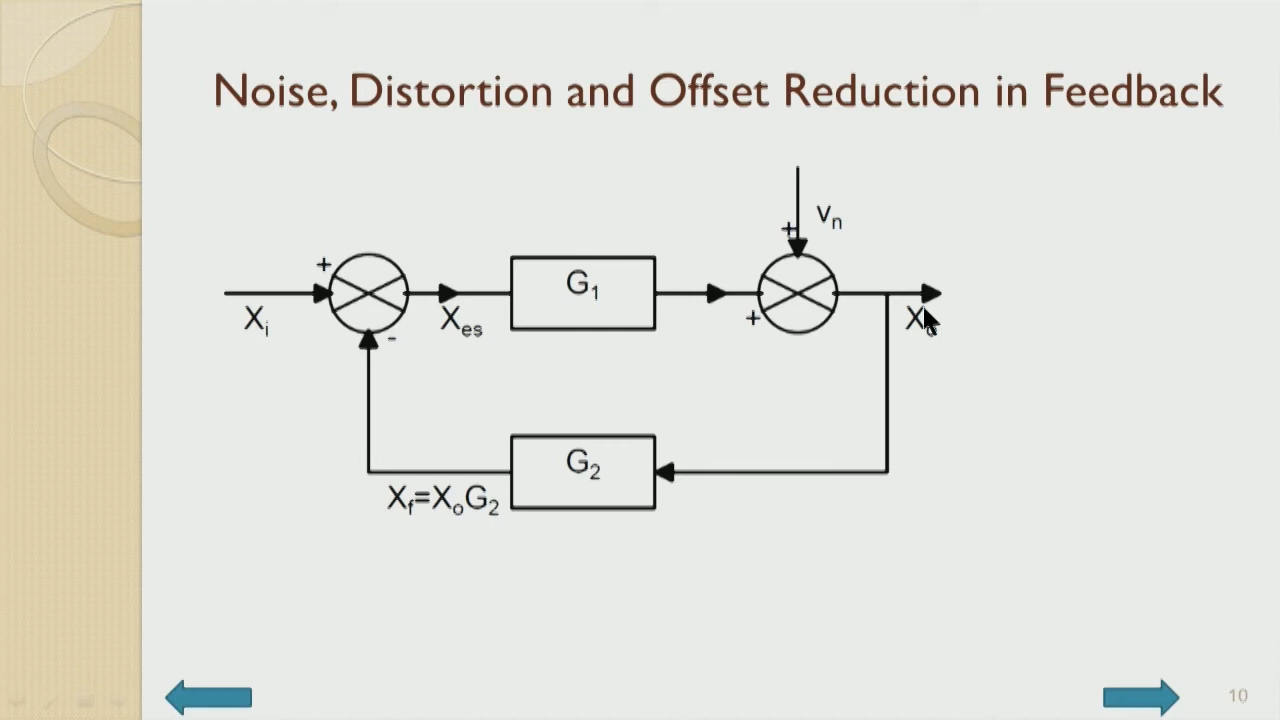 Noise, Distortion and Offset Reduction in Feedback
+ vₙ
+ G₁
Xᵢ Xₑₛ + 
-
G₂
X_f=XₒG₂
10